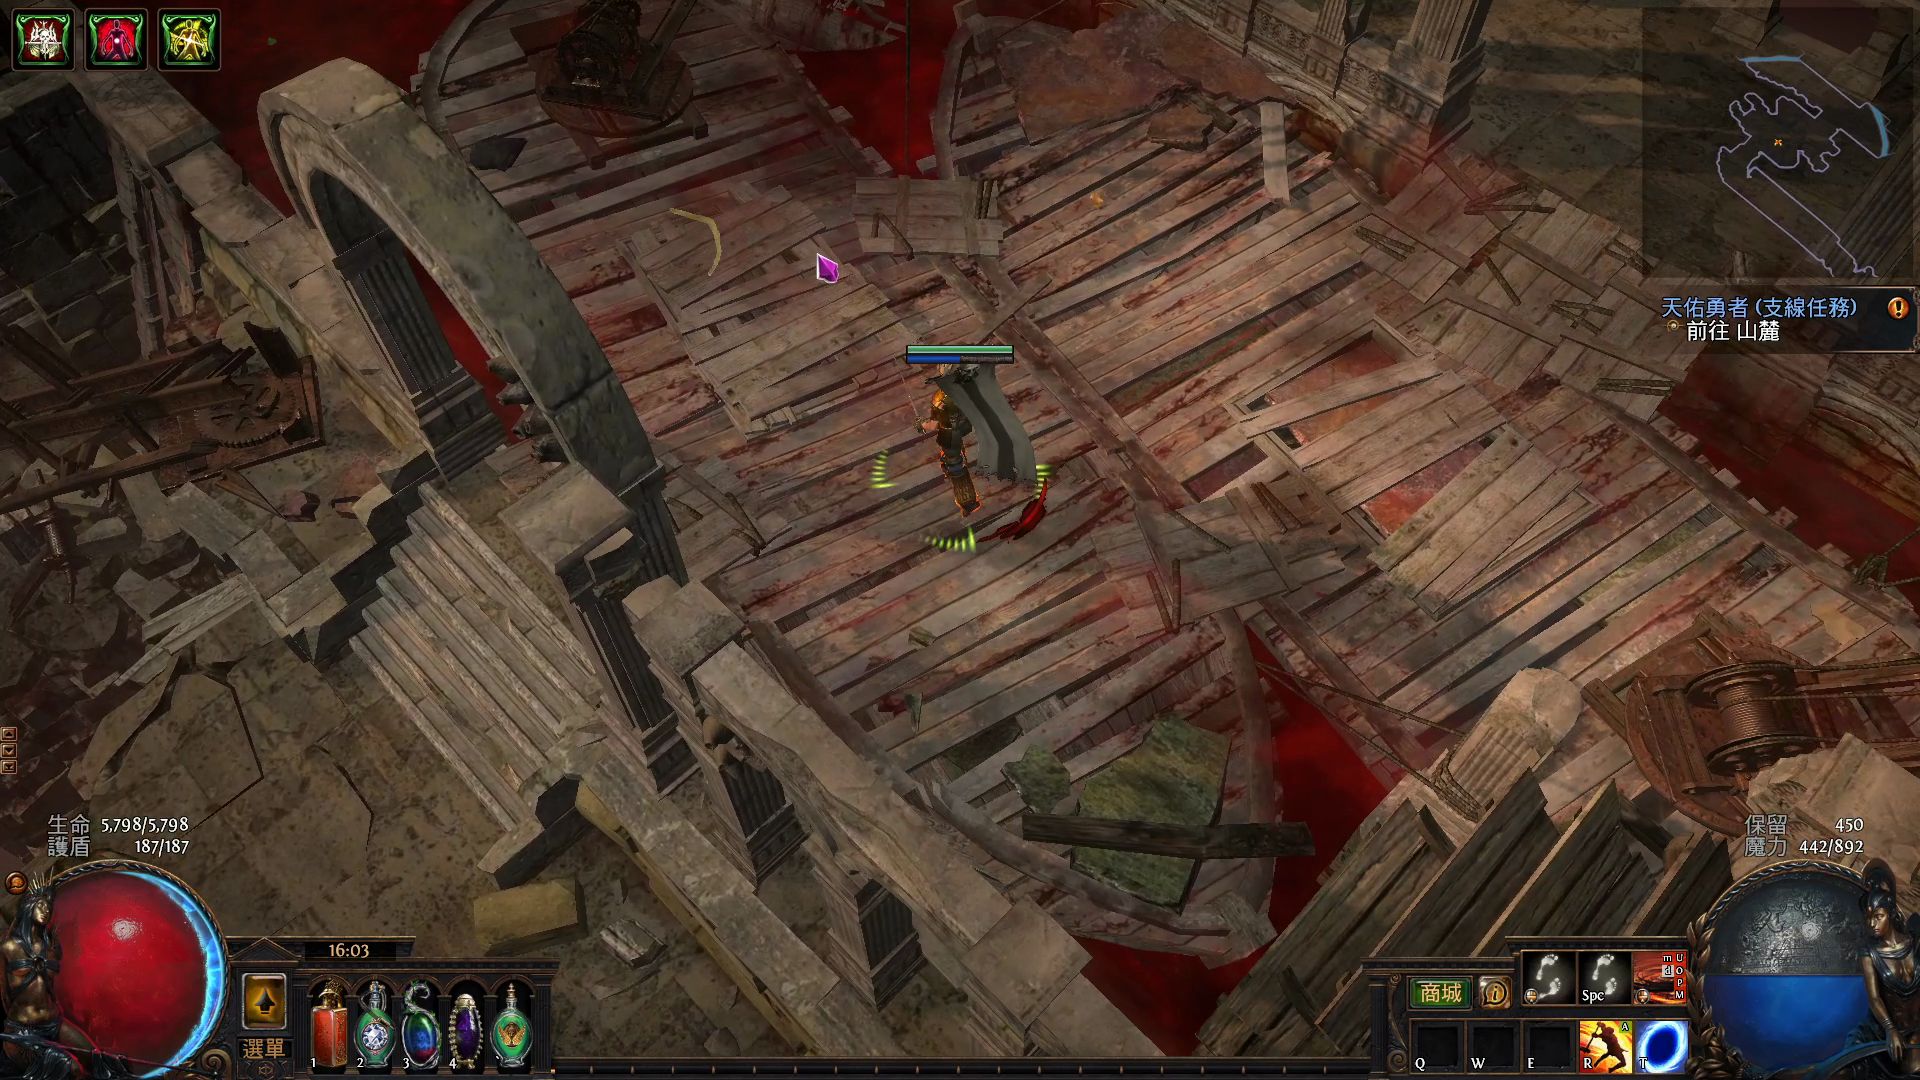 天佑勇者 (支線任務)
前往 山麓
生命 5,798/5,798
護盾 187/187
保留 450
魔力 442/892
16:03
選單
1 2 3 4
商城
Spc
m U
d O
P
M
Q W E R A T